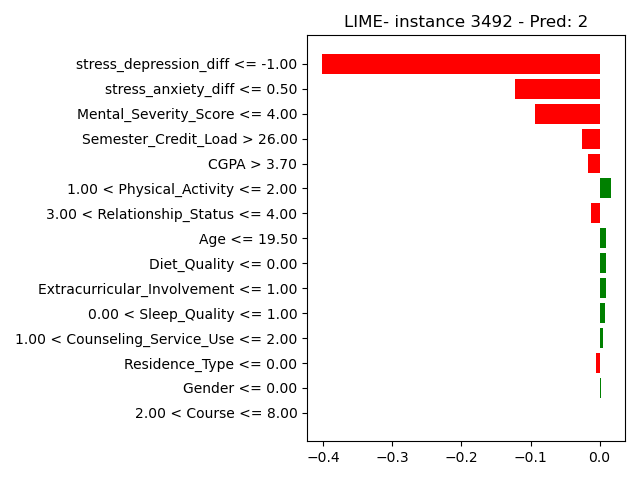 LIME- instance 3492 - Pred: 2
stress_depression_diff <= -1.00
stress_anxiety_diff <= 0.50
Mental_Severity_Score <= 4.00
Semester_Credit_Load > 26.00
CGPA > 3.70
1.00 < Physical_Activity <= 2.00
3.00 < Relationship_Status <= 4.00
Age <= 19.50
Diet_Quality <= 0.00
Extracurricular_Involvement <= 1.00
0.00 < Sleep_Quality <= 1.00
1.00 < Counseling_Service_Use <= 2.00
Residence_Type <= 0.00
Gender <= 0.00
2.00 < Course <= 8.00
−0.4 −0.3 −0.2 −0.1 0.0